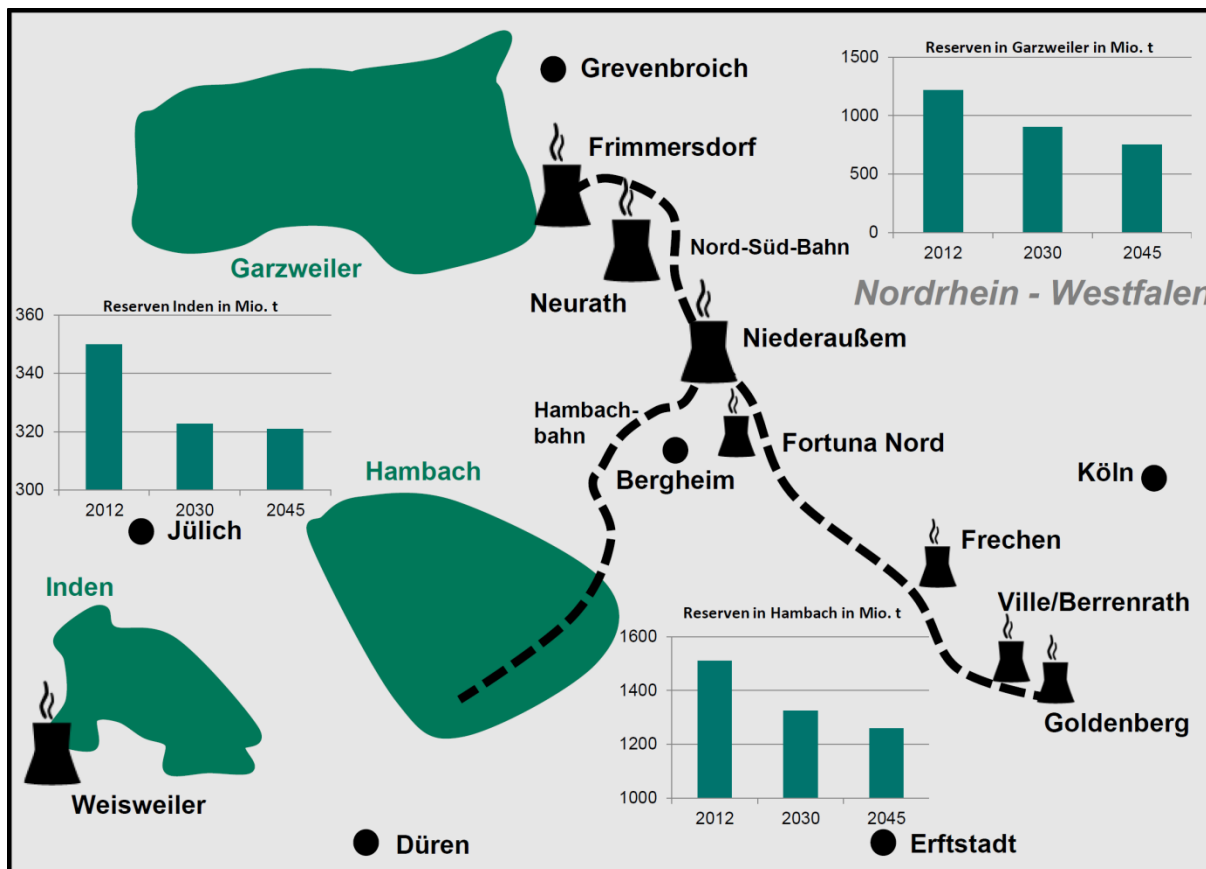 Grevenbroich
Frimmersdorf
Garzweiler
Nord-Süd-Bahn
Neurath
Reserven in Garzweiler in Mio. t
1500
1000
500
0
2012 2030 2045
Nordrhein - Westfalen
Niederaußem
Reserven Inden in Mio. t
360
340
320
300
2012 2030 2045
Jülich
Hambach-
bahn
Hambach
Bergheim
Fortuna Nord
Köln
Frechen
Ville/Berrenrath
Goldenberg
Inden
Weisweiler
Reserven in Hambach in Mio. t
1600
1400
1200
1000
2012 2030 2045
Düren
Erftstadt